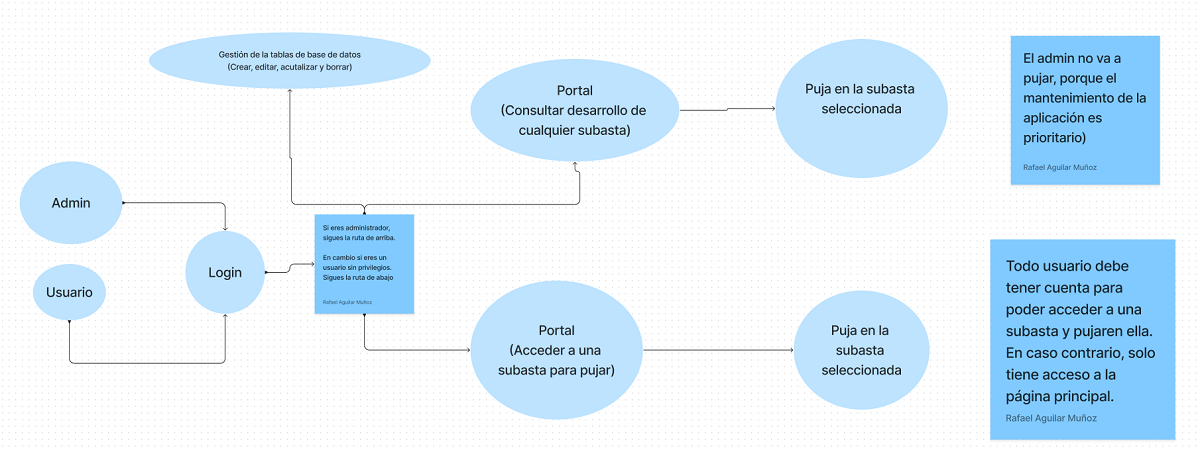 Gestión de la tablas de base de datos
(Crear, editar, acutalizar y borrar)
Portal
(Consultar desarrollo de
cualquier subasta)
Puja en la subasta
seleccionada
El admin no va a
pujar, porque el
mantenimiento de la
aplicación es
prioritario)
Rafael Aguilar Muñoz
Admin
Usuario
Login
Si eres administrador,
sigues la ruta de arriba.
En cambio si eres un
usuario sin privilegios.
Sigues la ruta de abajo
Rafael Aguilar Muñoz
Portal
(Acceder a una
subasta para pujar)
Puja en la
subasta
seleccionada
Todo usuario debe
tener cuenta para
poder acceder a una
subasta y pujaren ella.
En caso contrario, solo
tiene acceso a la
página principal.
Rafael Aguilar Muñoz